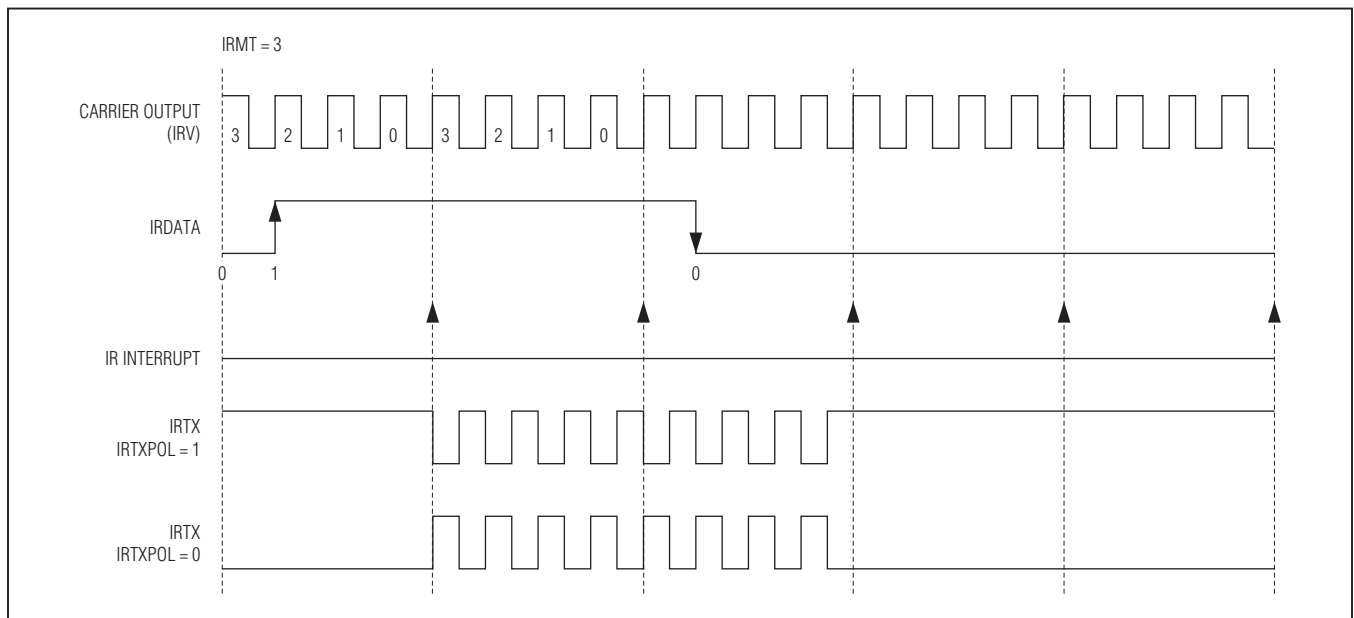 IRMT = 3
CARRIER OUTPUT
(IRV)
3 2 1 0 3 2 1 0
IRDATA
0 1 0
IR INTERRUPT
IRTX
IRTXPOL = 1
IRTX
IRTXPOL = 0